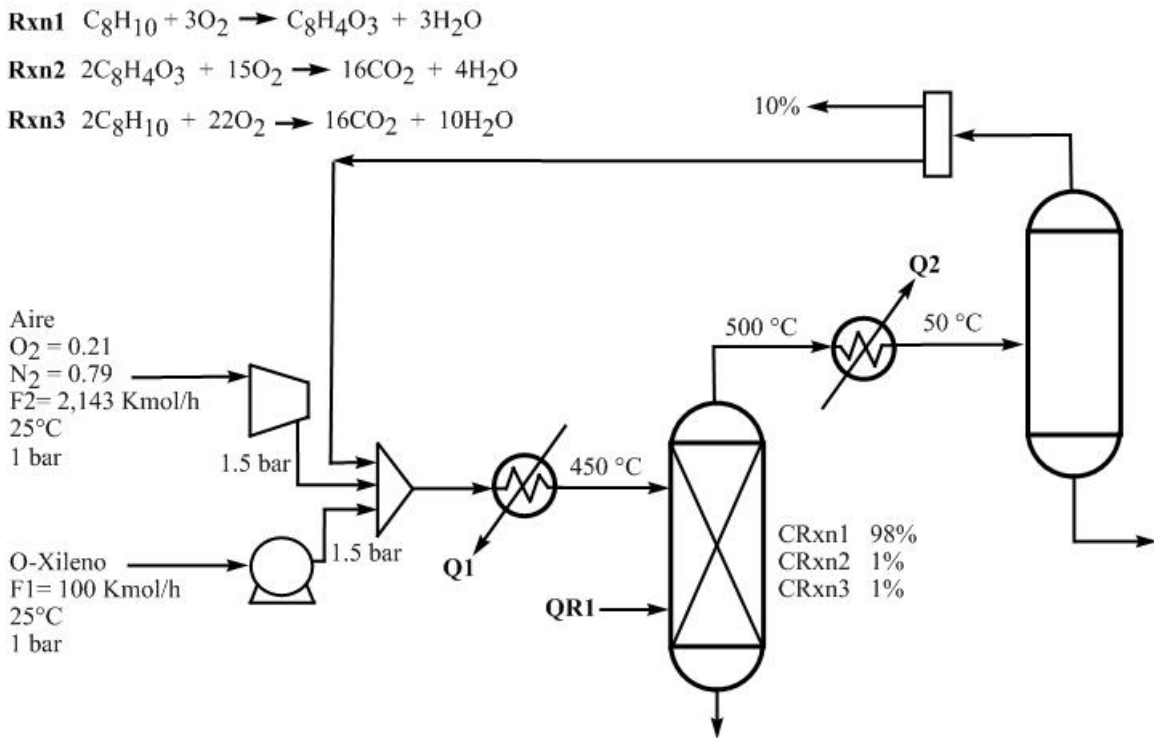 Rxn1 C8H10 + 3O2 → C8H4O3 + 3H2O
Rxn2 2C8H4O3 + 15O2 → 16CO2 + 4H2O
Rxn3 2C8H10 + 22O2 → 16CO2 + 10H2O
10%
Q2
500 °C
50 °C
Aire
O2 = 0.21
N2 = 0.79
F2= 2,143 Kmol/h
25°C
1 bar
1.5 bar
450 °C
O-Xileno
F1= 100 Kmol/h
25°C
1 bar
1.5 bar
Q1
QR1
CRxn1 98%
CRxn2 1%
CRxn3 1%